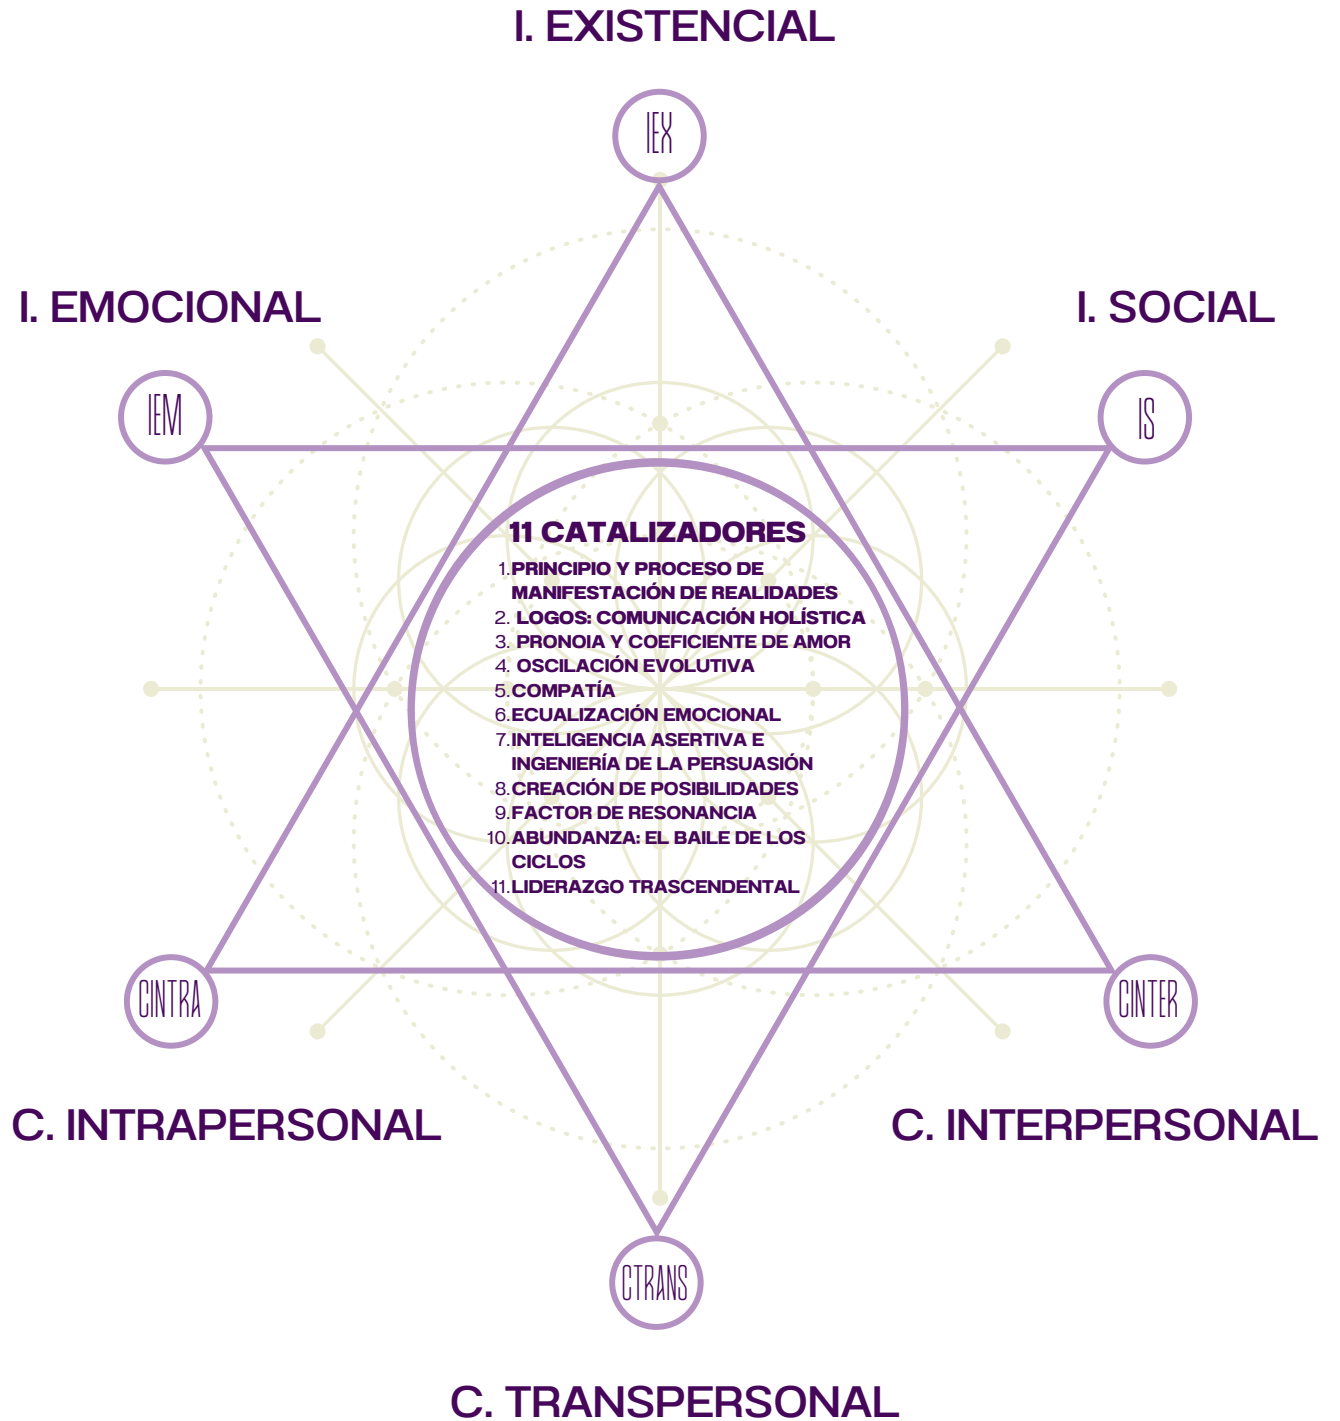 I. EXISTENCIAL
IEX
I. EMOCIONAL
I. SOCIAL
IEM
IS
11 CATALIZADORES
1. PRINCIPIO Y PROCESO DE
MANIFESTACIÓN DE REALIDADES
2. LOGOS: COMUNICACIÓN HOLÍSTICA
3. PRONOIA Y COEFICIENTE DE AMOR
4. OSCILACIÓN EVOLUTIVA
5. COMPATÍA
6. ECUALIZACIÓN EMOCIONAL
7. INTELIGENCIA ASERTIVA E
INGENIERÍA DE LA PERSUASIÓN
8. CREACIÓN DE POSIBILIDADES
9. FACTOR DE RESONANCIA
10. ABUNDANZA: EL BAILE DE LOS
CICLOS
11. LIDERAZGO TRASCENDENTAL
CINTRA
CINTER
C. INTRAPERSONAL
C. INTERPERSONAL
CTRANS
C. TRANSPERSONAL